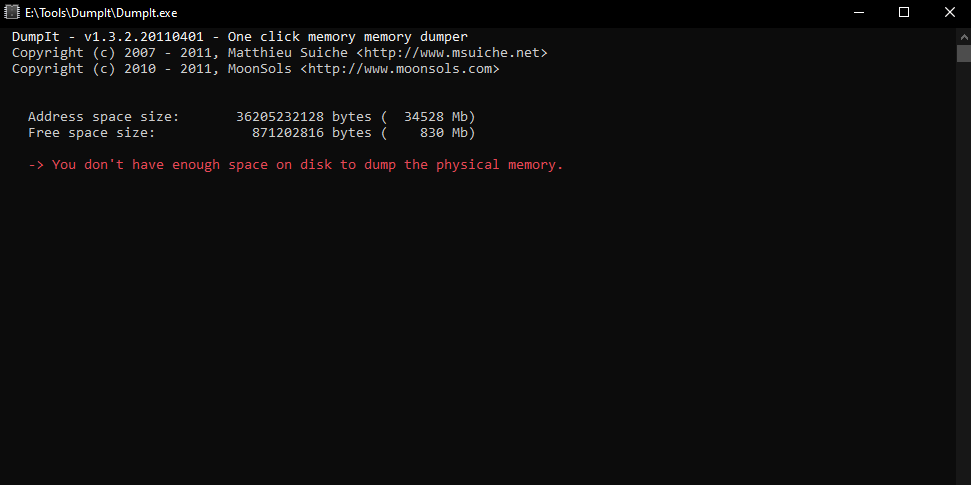 E:\Tools\DumpIt\DumpIt.exe
DumpIt - v1.3.2.20110401 - One click memory memory dumper
Copyright (c) 2007 - 2011, Matthieu Suiche <http://www.msuiche.net>
Copyright (c) 2010 - 2011, MoonSols <http://www.moonsols.com>
Address space size: 36205232128 bytes ( 34528 Mb)
Free space size: 871202816 bytes ( 830 Mb)
-> You don't have enough space on disk to dump the physical memory.